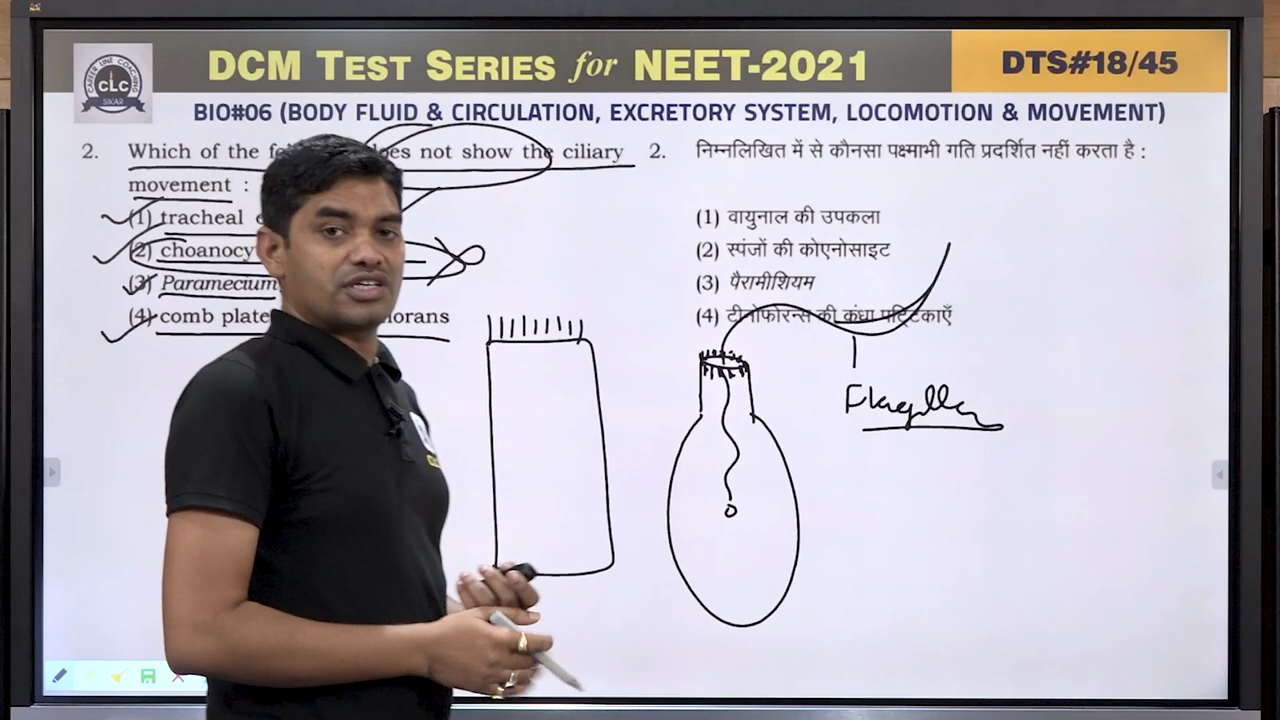 CAREER LINE COACHING
CLC
SIKAR
DCM TEST SERIES for NEET-2021
DTS#18/45
BIO#06 (BODY FLUID & CIRCULATION, EXCRETORY SYSTEM, LOCOMOTION & MOVEMENT)
2. Which of the does not show the ciliary
movement :
(1) tracheal
(2) choanocy
(3) Paramecium
(4) comb plate
2. निम्नलिखित में से कौनसा पक्ष्माभी गति प्रदर्शित नहीं करता है :
(1) वायुनाल की उपकला
(2) स्पंजों की कोएनोसाइट
(3) पैरामीशियम
(4) टीनोफोरन्स की कंघा पट्टिकाएँ
Flagella